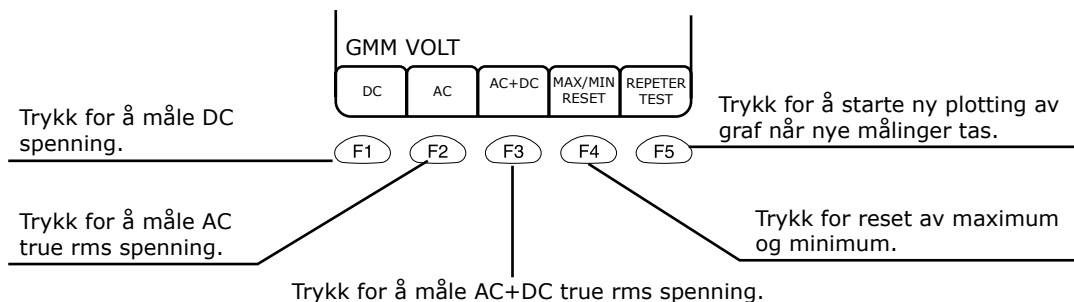 GMM VOLT
DC
AC
AC+DC
MAX/MIN
RESET
REPETER
TEST
F1
F2
F3
F4
F5
Trykk for å måle DC
spenning.
Trykk for å starte ny plotting av
graf når nye målinger tas.
Trykk for å måle AC
true rms spenning.
Trykk for reset av maximum
og minimum.
Trykk for å måle AC+DC true rms spenning.